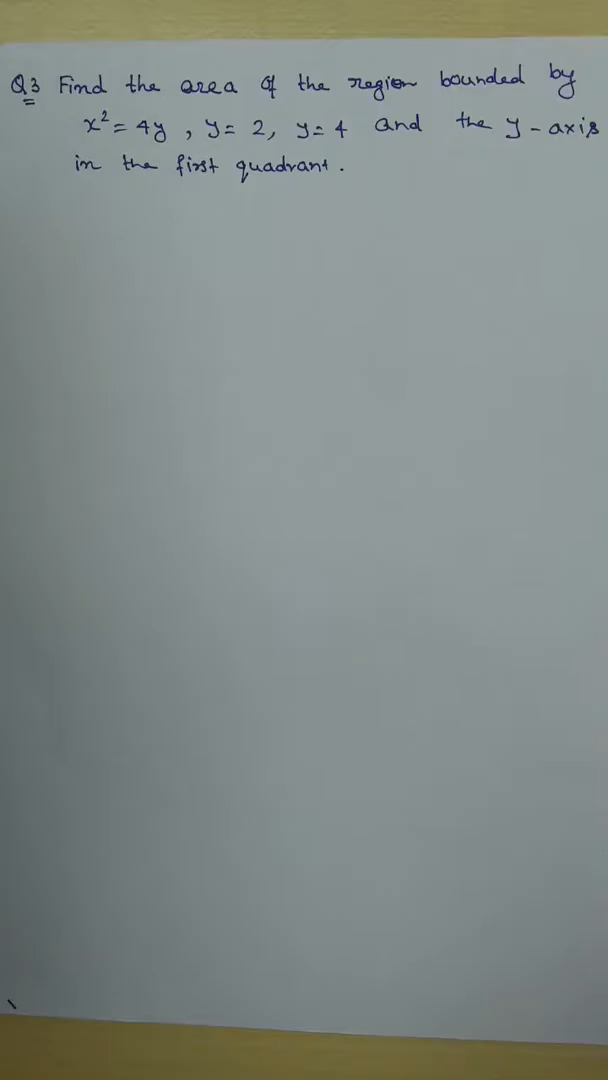 Q3 Find the area of the region bounded by
x² = 4y , y = 2, y = 4 and the y-axis
in the first quadrant.